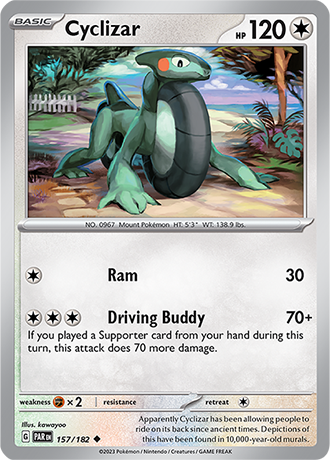 BASIC
Cyclizar
HP 120
NO. 0967 Mount Pokémon HT: 5'3" WT: 138.9 lbs.
Ram 30
Driving Buddy 70+
If you played a Supporter card from your hand during this
turn, this attack does 70 more damage.
weakness ×2 resistance retreat
Illus. kawayoo
G PAR EN 157/182
Apparently Cyclizar has been allowing people to
ride on its back since ancient times. Depictions of
this have been found in 10,000-year-old murals.
©2023 Pokémon / Nintendo / Creatures / GAME FREAK